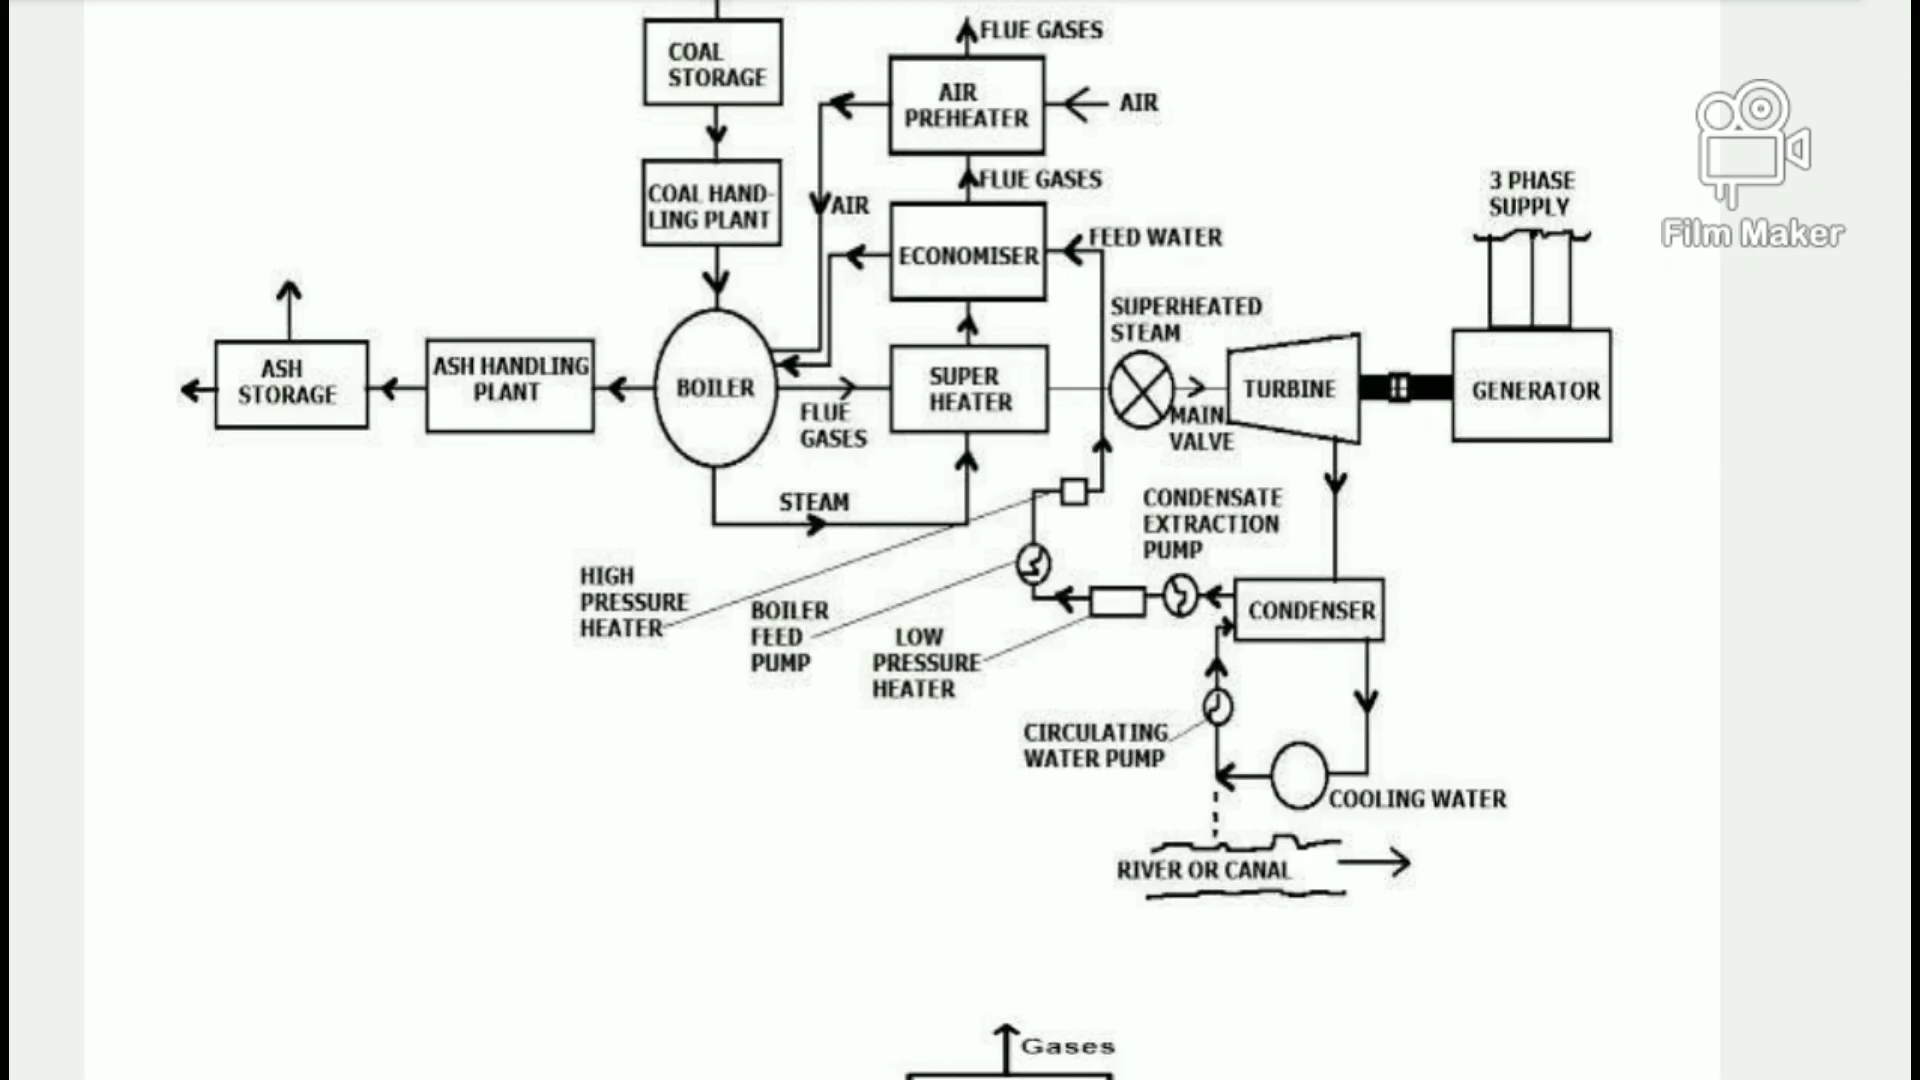 FLUE GASES
COAL
STORAGE
AIR
PREHEATER
AIR
3 PHASE
SUPPLY
Film Maker
COAL HAND-
LING PLANT
FLUE GASES
AIR
ECONOMISER
FEED WATER
SUPERHEATED
STEAM
ASH
STORAGE
ASH HANDLING
PLANT
BOILER
FLUE
GASES
SUPER
HEATER
MAIN
VALVE
TURBINE
GENERATOR
STEAM
CONDENSATE
EXTRACTION
PUMP
HIGH
PRESSURE
HEATER
BOILER
FEED
PUMP
LOW
PRESSURE
HEATER
CONDENSER
CIRCULATING
WATER PUMP
COOLING WATER
RIVER OR CANAL
Gases